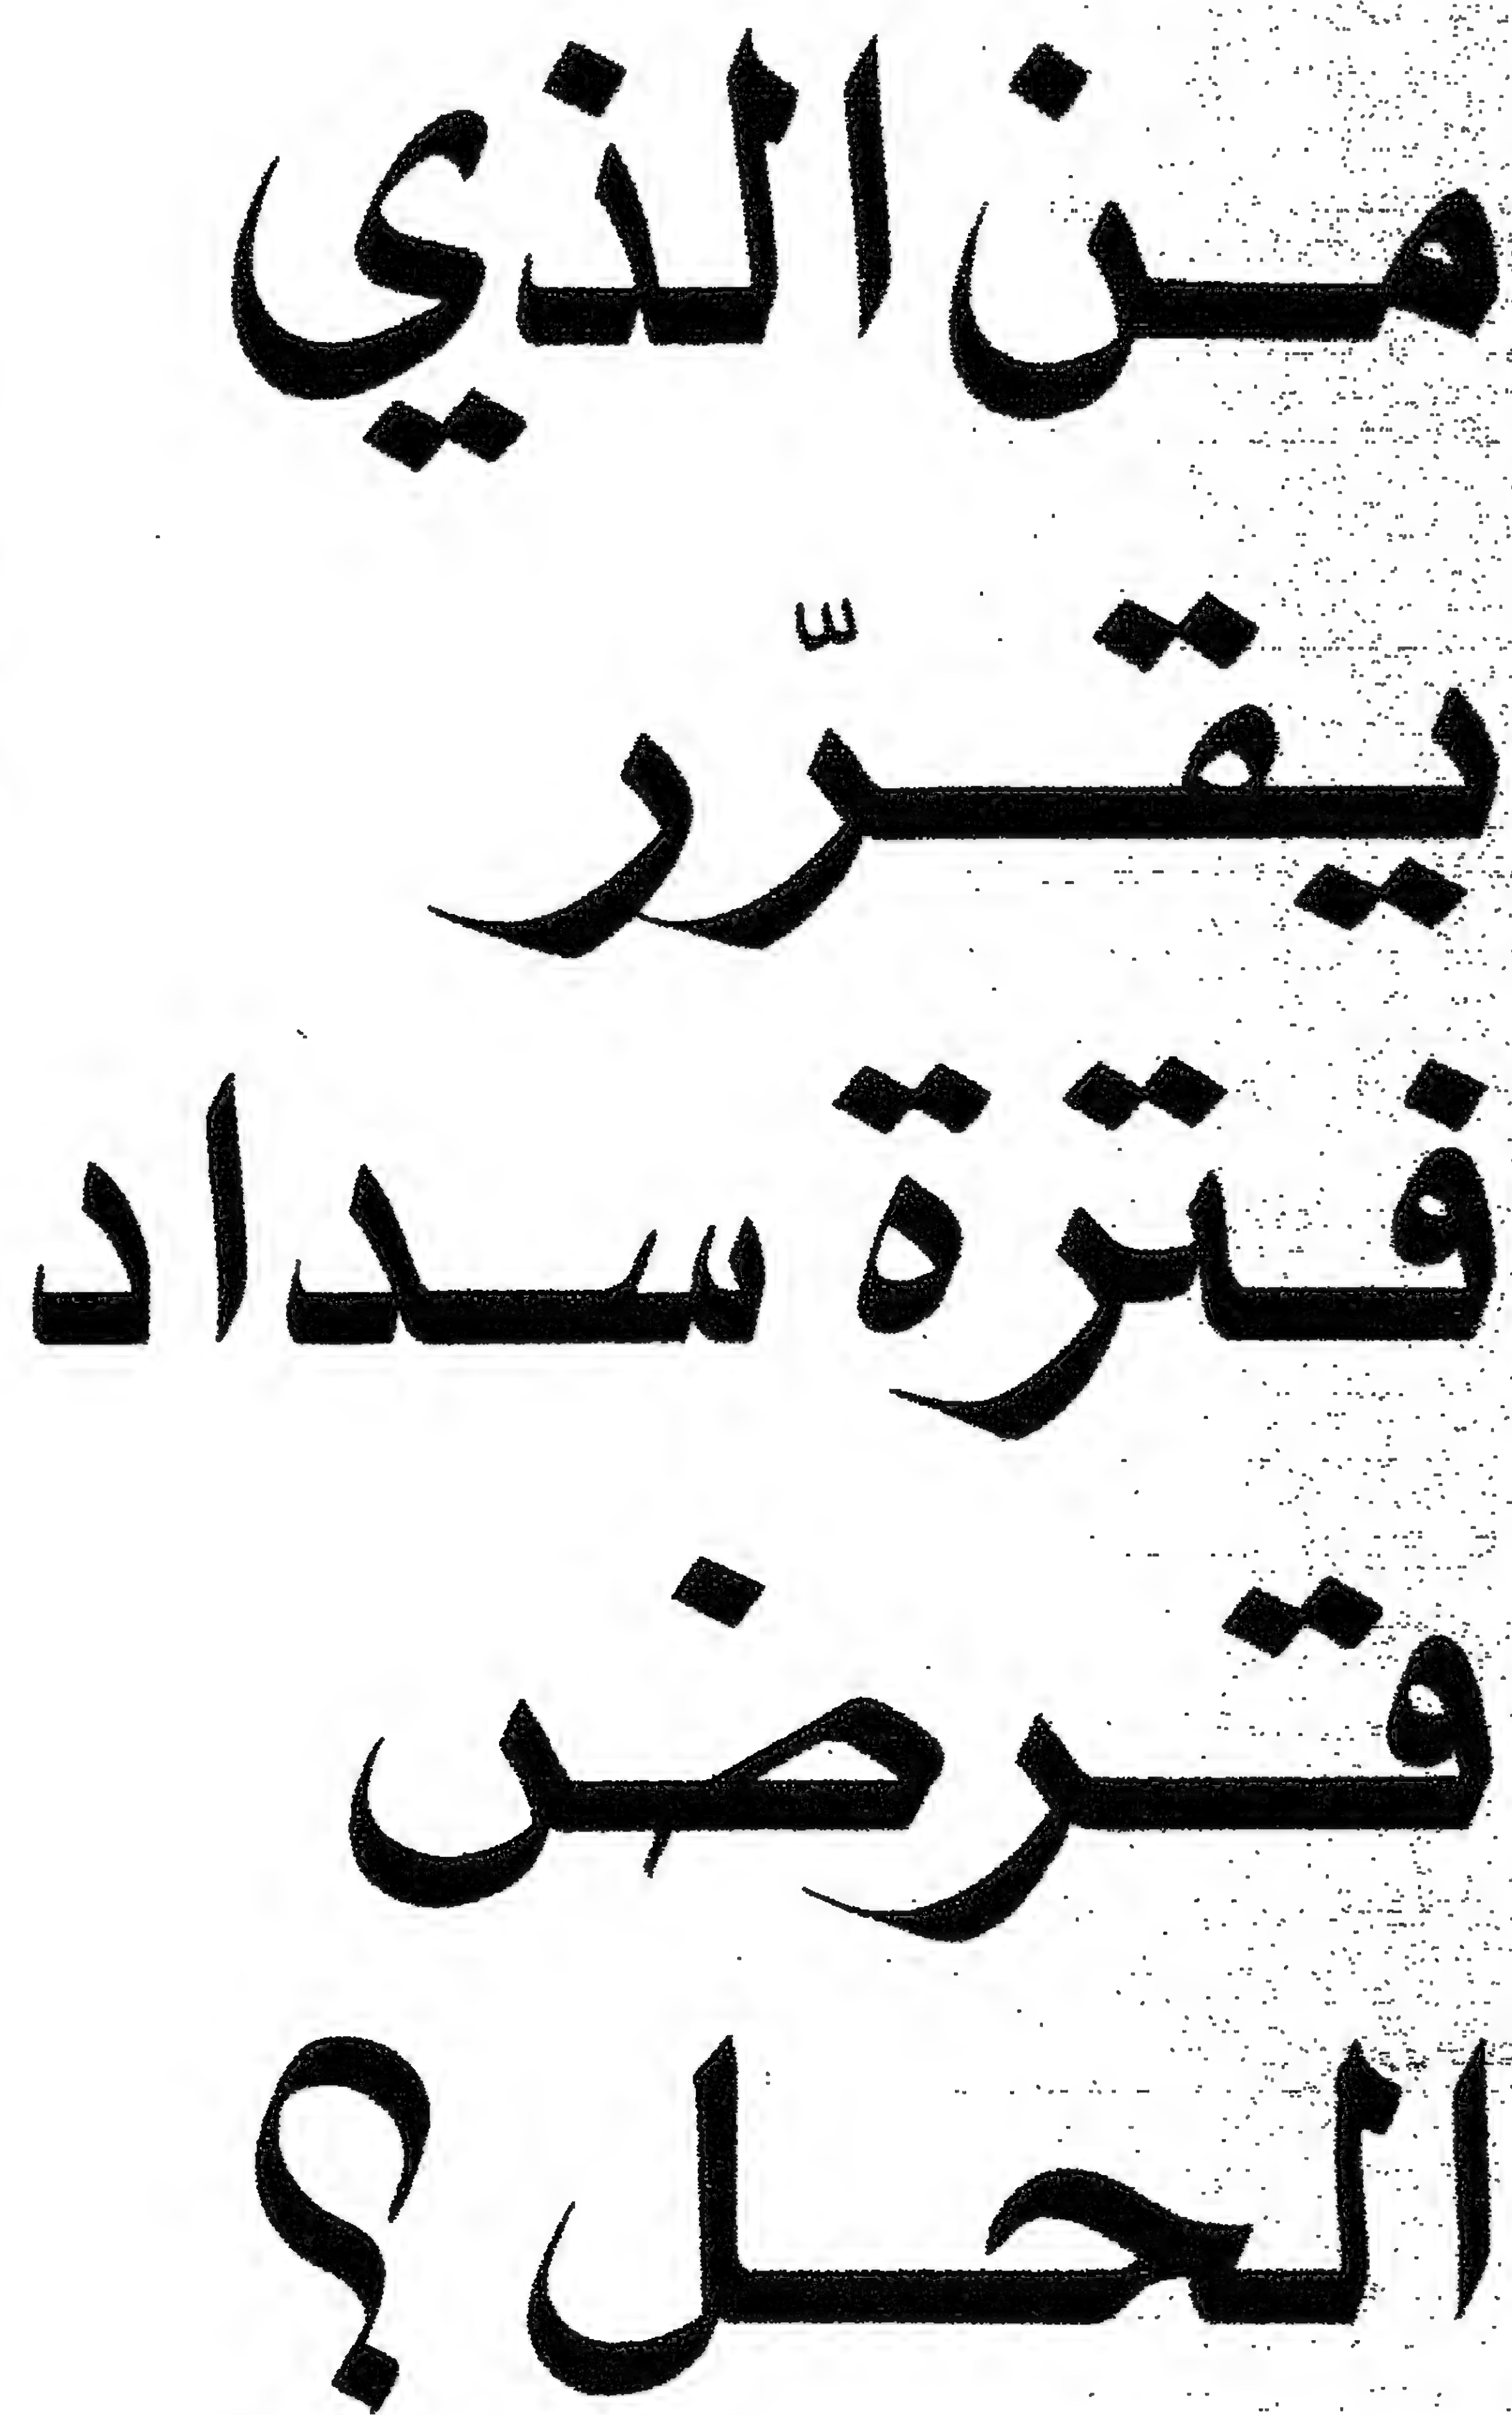 من الذي
يقرّر
فترة سداد
قرض
الحل؟